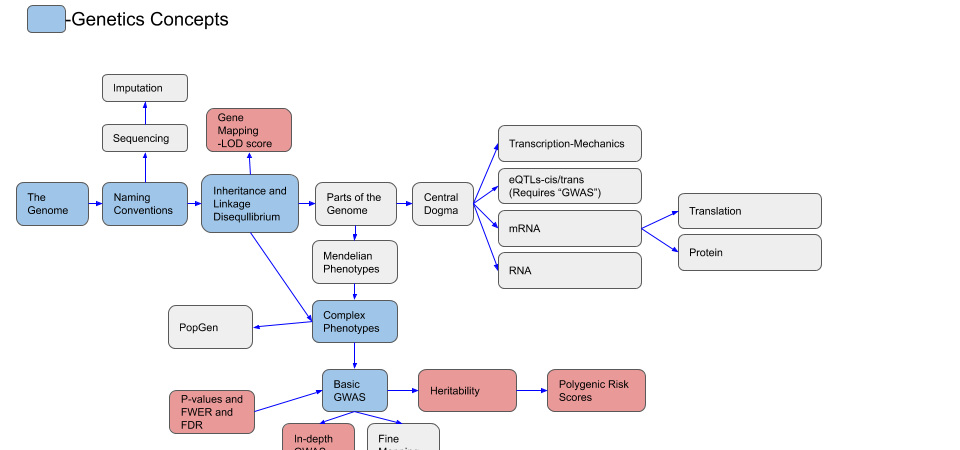 -Genetics Concepts
Imputation
Sequencing
Gene
Mapping
-LOD score
The
Genome
Naming
Conventions
Inheritance and
Linkage
Disequllibrium
Parts of the
Genome
Central
Dogma
Transcription-Mechanics
eQTLs-cis/trans
(Requires “GWAS”)
mRNA
RNA
Translation
Protein
Mendelian
Phenotypes
PopGen
Complex
Phenotypes
P-values and
FWER and
FDR
Basic
GWAS
Heritability
Polygenic Risk
Scores
In-depth
GWAS
Fine
Mapping